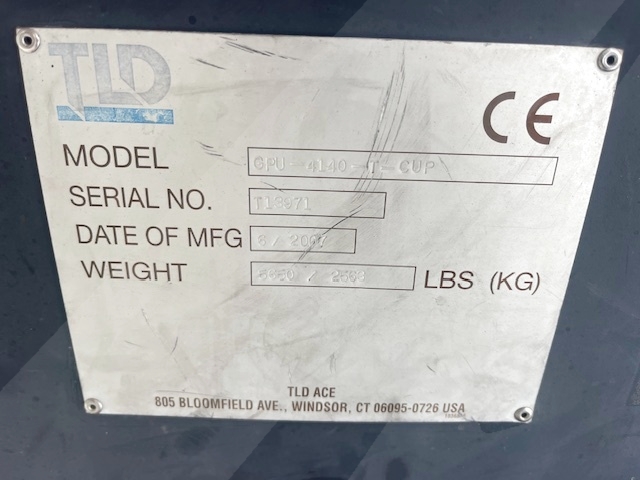 TLD
CE
MODEL GPU-4140-T-CUP
SERIAL NO.
DATE OF MFG
WEIGHT LBS (KG)
TLD ACE
805 BLOOMFIELD AVE., WINDSOR, CT 06095-0726 USA